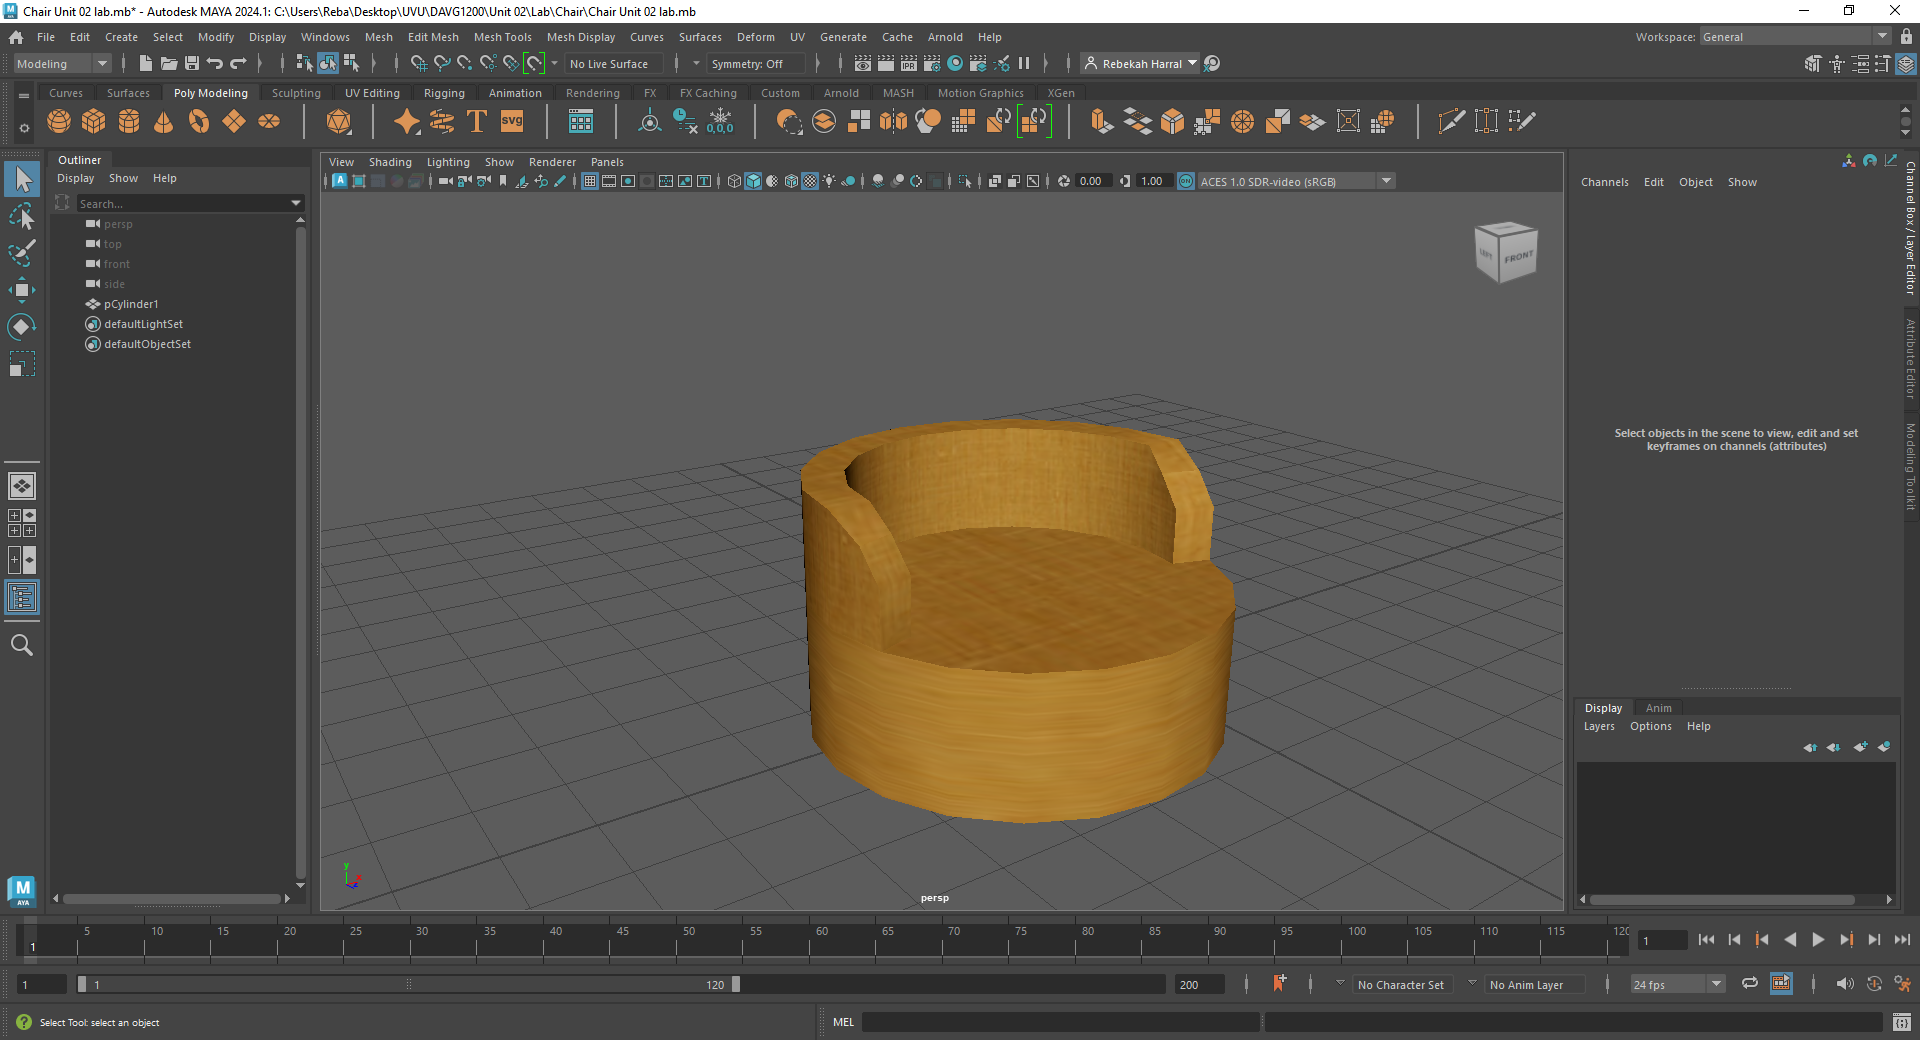 Chair Unit 02 lab.mb* - Autodesk MAYA 2024.1: C:\Users\Reba\Desktop\UVU\DAVG1200\Unit 02\Lab\Chair\Chair Unit 02 lab.mb
File Edit Create Select Modify Display Windows Mesh Edit Mesh Mesh Tools Mesh Display Curves Surfaces Deform UV Generate Cache Arnold Help
Workspace: General
Modeling
No Live Surface
Symmetry: Off
IPR
Rebekah Harral
Curves Surfaces Poly Modeling Sculpting UV Editing Rigging Animation Rendering FX FX Caching Custom Arnold MASH Motion Graphics XGen
SVG
0,0,0
Outliner
Display Show Help
Search...
persp
top
front
side
pCylinder1
defaultLightSet
defaultObjectSet
View Shading Lighting Show Renderer Panels
0.00
1.00
ON
ACES 1.0 SDR-video (sRGB)
LEFT
FRONT
y
x
persp
Channels Edit Object Show
Select objects in the scene to view, edit and set keyframes on channels (attributes)
Channel Box / Layer Editor
Attribute Editor
Modeling Toolkit
Display Anim
Layers Options Help
M
AYA
5 10 15 20 25 30 35 40 45 50 55 60 65 70 75 80 85 90 95 100 105 110 115 120
1
1
1
1
120
200
No Character Set
No Anim Layer
24 fps
Select Tool: select an object
MEL